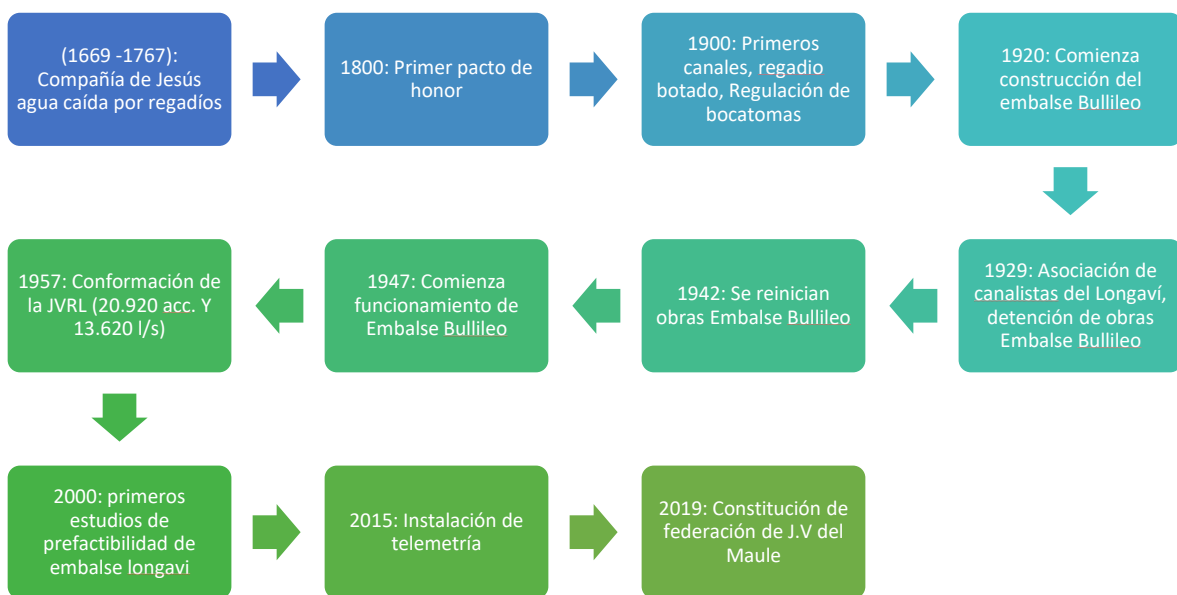 (1669 -1767):
Compañía de Jesús
agua caída por regadíos
1800: Primer pacto de
honor
1900: Primeros
canales, regadio
botado, Regulación de
bocatomas
1920: Comienza
construcción del
embalse Bullileo
1929: Asociación de
canalistas del Longaví,
detención de obras
Embalse Bullileo
1942: Se reinician
obras Embalse Bullileo
1947: Comienza
funcionamiento de
Embalse Bullileo
1957: Conformación de
la JVRL (20.920 acc. Y
13.620 l/s)
2000: primeros
estudios de
prefactibilidad de
embalse longavi
2015: Instalación de
telemetría
2019: Constitución de
federación de J.V del
Maule